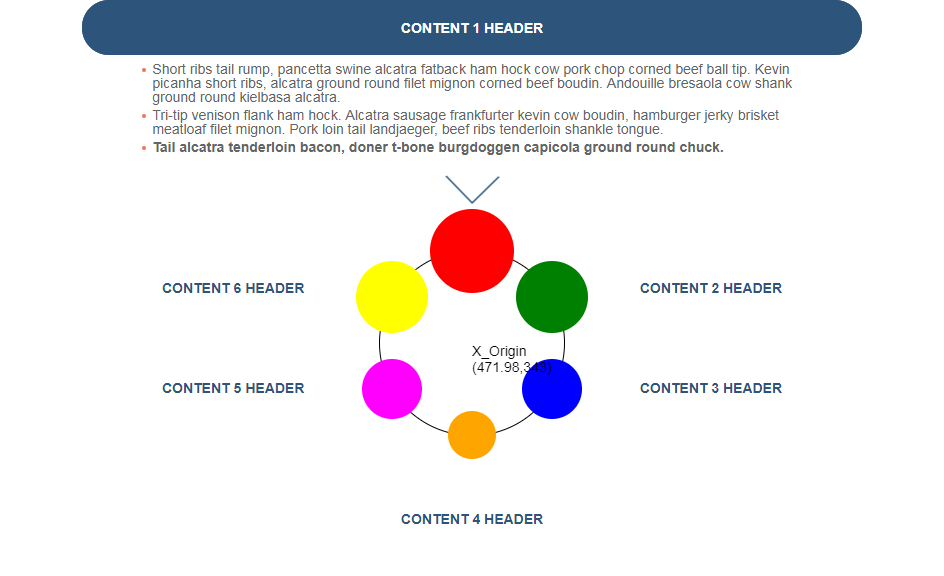 CONTENT 1 HEADER
• Short ribs tail rump, pancetta swine alcatra fatback ham hock cow pork chop corned beef ball tip. Kevin
picanha short ribs, alcatra ground round filet mignon corned beef boudin. Andouille bresaola cow shank
ground round kielbasa alcatra.
• Tri-tip venison flank ham hock. Alcatra sausage frankfurter kevin cow boudin, hamburger jerky brisket
meatloaf filet mignon. Pork loin tail landjaeger, beef ribs tenderloin shankle tongue.
• Tail alcatra tenderloin bacon, doner t-bone burgdoggen capicola ground round chuck.
CONTENT 6 HEADER
CONTENT 2 HEADER
X_Origin
(471.98,343)
CONTENT 5 HEADER
CONTENT 3 HEADER
CONTENT 4 HEADER